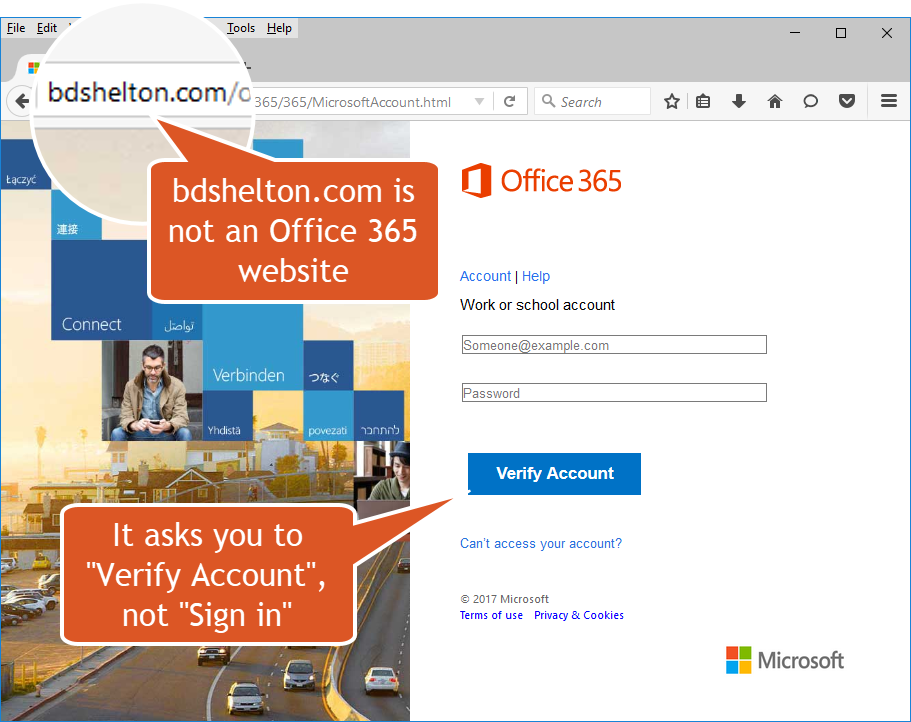 File Edit Tools Help
bdshelton.com/o
365/365/MicrosoftAccount.html
Search
bdshelton.com is
not an Office 365
website
Łączyć
連接
Connect
تواصل
Verbinden
つなぐ
Yhdistä
povezati
להתחבר
Office 365
Account | Help
Work or school account
Someone@example.com
Password
Verify Account
It asks you to
"Verify Account",
not "Sign in"
Can't access your account?
© 2017 Microsoft
Terms of use Privacy & Cookies
Microsoft